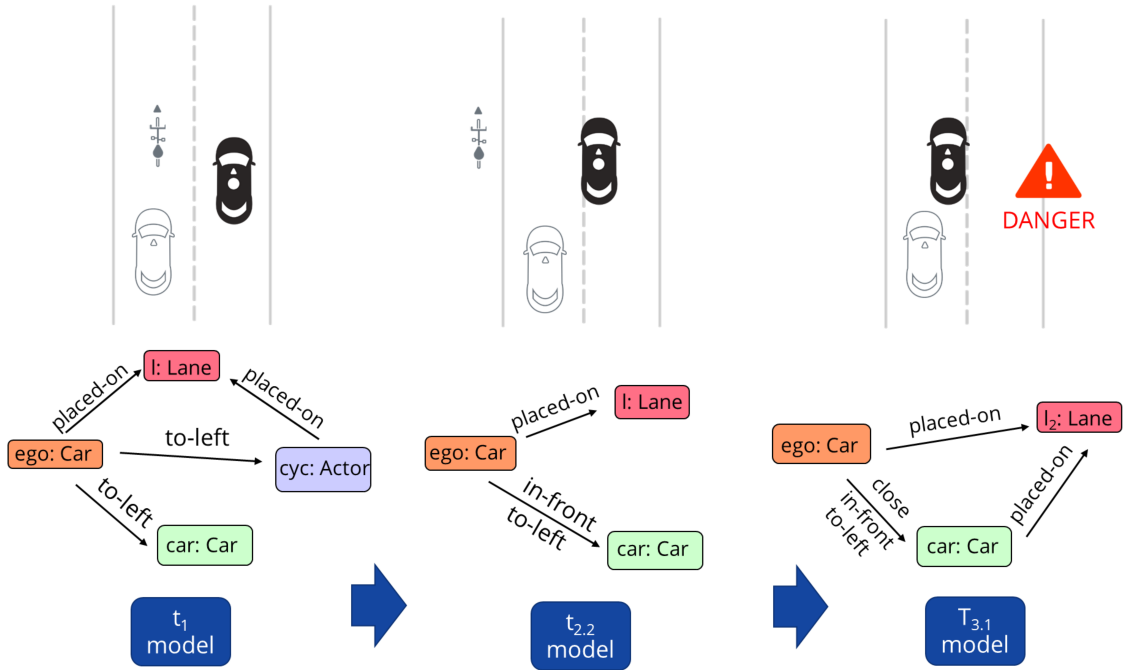 !
DANGER
l: Lane
placed-on
placed-on
ego: Car
to-left
cyc: Actor
to-left
car: Car
t1
model
l: Lane
placed-on
ego: Car
in-front
to-left
car: Car
t2.2
model
l2: Lane
placed-on
ego: Car
close
in-front
to-left
placed-on
car: Car
T3.1
model